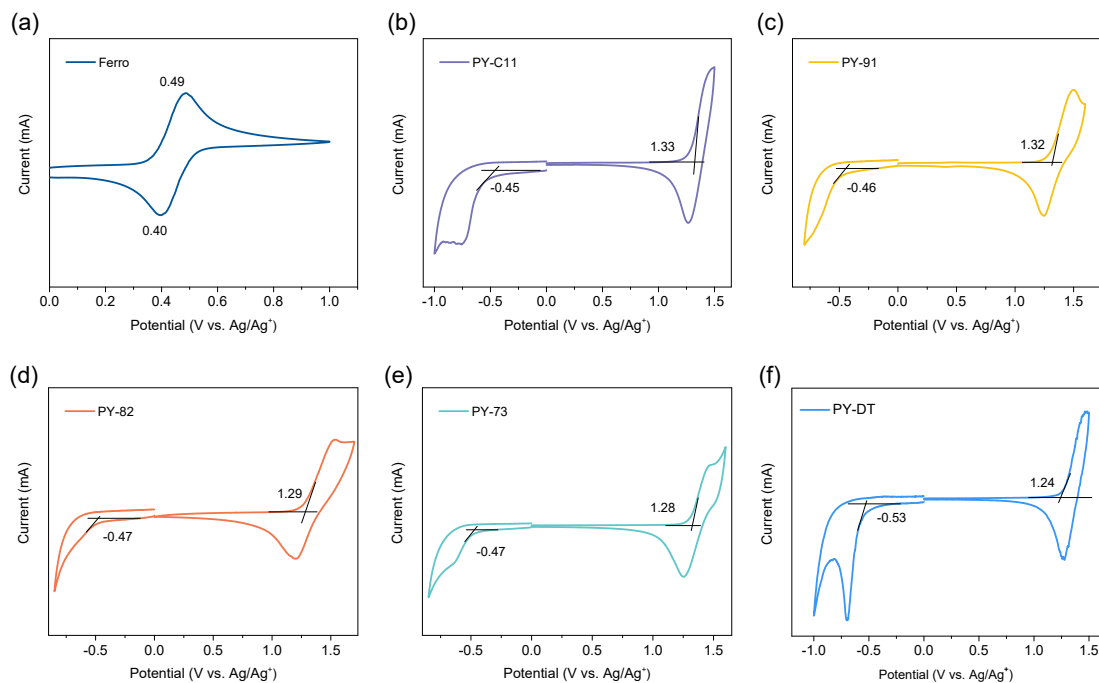 (a)
Ferro
0.49
0.40
Current (mA)
0.0 0.2 0.4 0.6 0.8 1.0
Potential (V vs. Ag/Ag⁺)
(b)
PY-C11
1.33
-0.45
Current (mA)
-1.0 -0.5 0.0 0.5 1.0 1.5
Potential (V vs. Ag/Ag⁺)
(c)
PY-91
1.32
-0.46
Current (mA)
-0.5 0.0 0.5 1.0 1.5
Potential (V vs. Ag/Ag⁺)
(d)
PY-82
1.29
-0.47
Current (mA)
-0.5 0.0 0.5 1.0 1.5
Potential (V vs. Ag/Ag⁺)
(e)
PY-73
1.28
-0.47
Current (mA)
-0.5 0.0 0.5 1.0 1.5
Potential (V vs. Ag/Ag⁺)
(f)
PY-DT
1.24
-0.53
Current (mA)
-1.0 -0.5 0.0 0.5 1.0 1.5
Potential (V vs. Ag/Ag⁺)